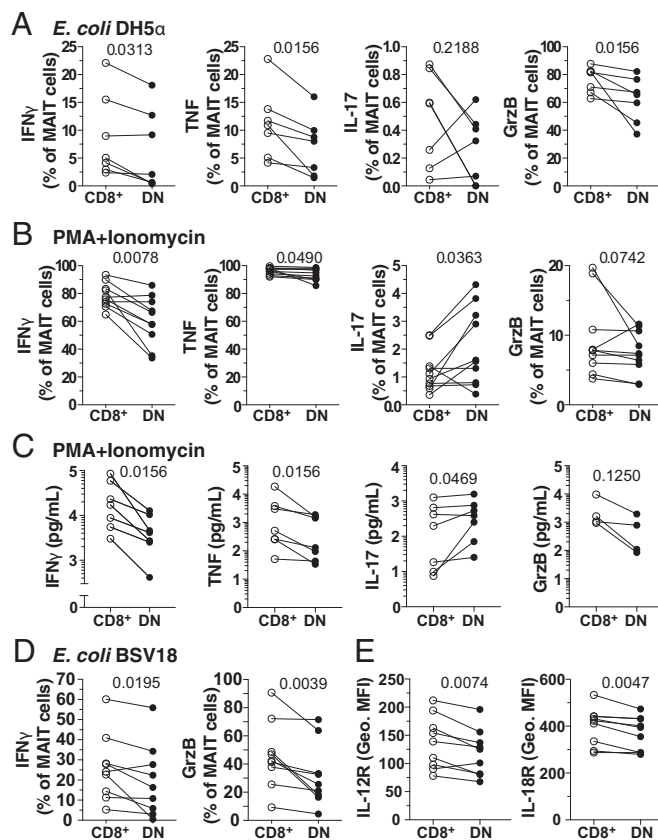 A E. coli DH5α
0.0313
IFNγ
(% of MAIT cells)
25
20
15
10
5
0
CD8+ DN
0.0156
TNF
(% of MAIT cells)
25
20
15
10
5
0
CD8+ DN
0.2188
IL-17
(% of MAIT cells)
1.0
0.8
0.6
0.4
0.2
0.0
CD8+ DN
0.0156
GrzB
(% of MAIT cells)
100
80
60
40
20
0
CD8+ DN
B PMA+Ionomycin
0.0078
IFNγ
(% of MAIT cells)
100
80
60
40
20
0
CD8+ DN
0.0490
TNF
(% of MAIT cells)
100
80
60
40
20
0
CD8+ DN
0.0363
IL-17
(% of MAIT cells)
5
4
3
2
1
0.0
CD8+ DN
0.0742
GrzB
(% of MAIT cells)
20
10
0
CD8+ DN
C PMA+Ionomycin
0.0156
IFNγ (pg/mL)
5
4
3
0
CD8+ DN
0.0156
TNF (pg/mL)
5
4
3
2
1
0
CD8+ DN
0.0469
IL-17 (pg/mL)
4
3
2
1
0
CD8+ DN
0.1250
GrzB (pg/mL)
5
4
3
2
1
0
CD8+ DN
D E. coli BSV18
0.0195
IFNγ
(% of MAIT cells)
70
60
50
40
30
20
10
0
CD8+ DN
0.0039
GrzB
(% of MAIT cells)
100
80
60
40
20
0
CD8+ DN
E
0.0074
IL-12R (Geo. MFI)
250
200
150
100
50
0
CD8+ DN
0.0047
IL-18R (Geo. MFI)
600
400
200
0
CD8+ DN